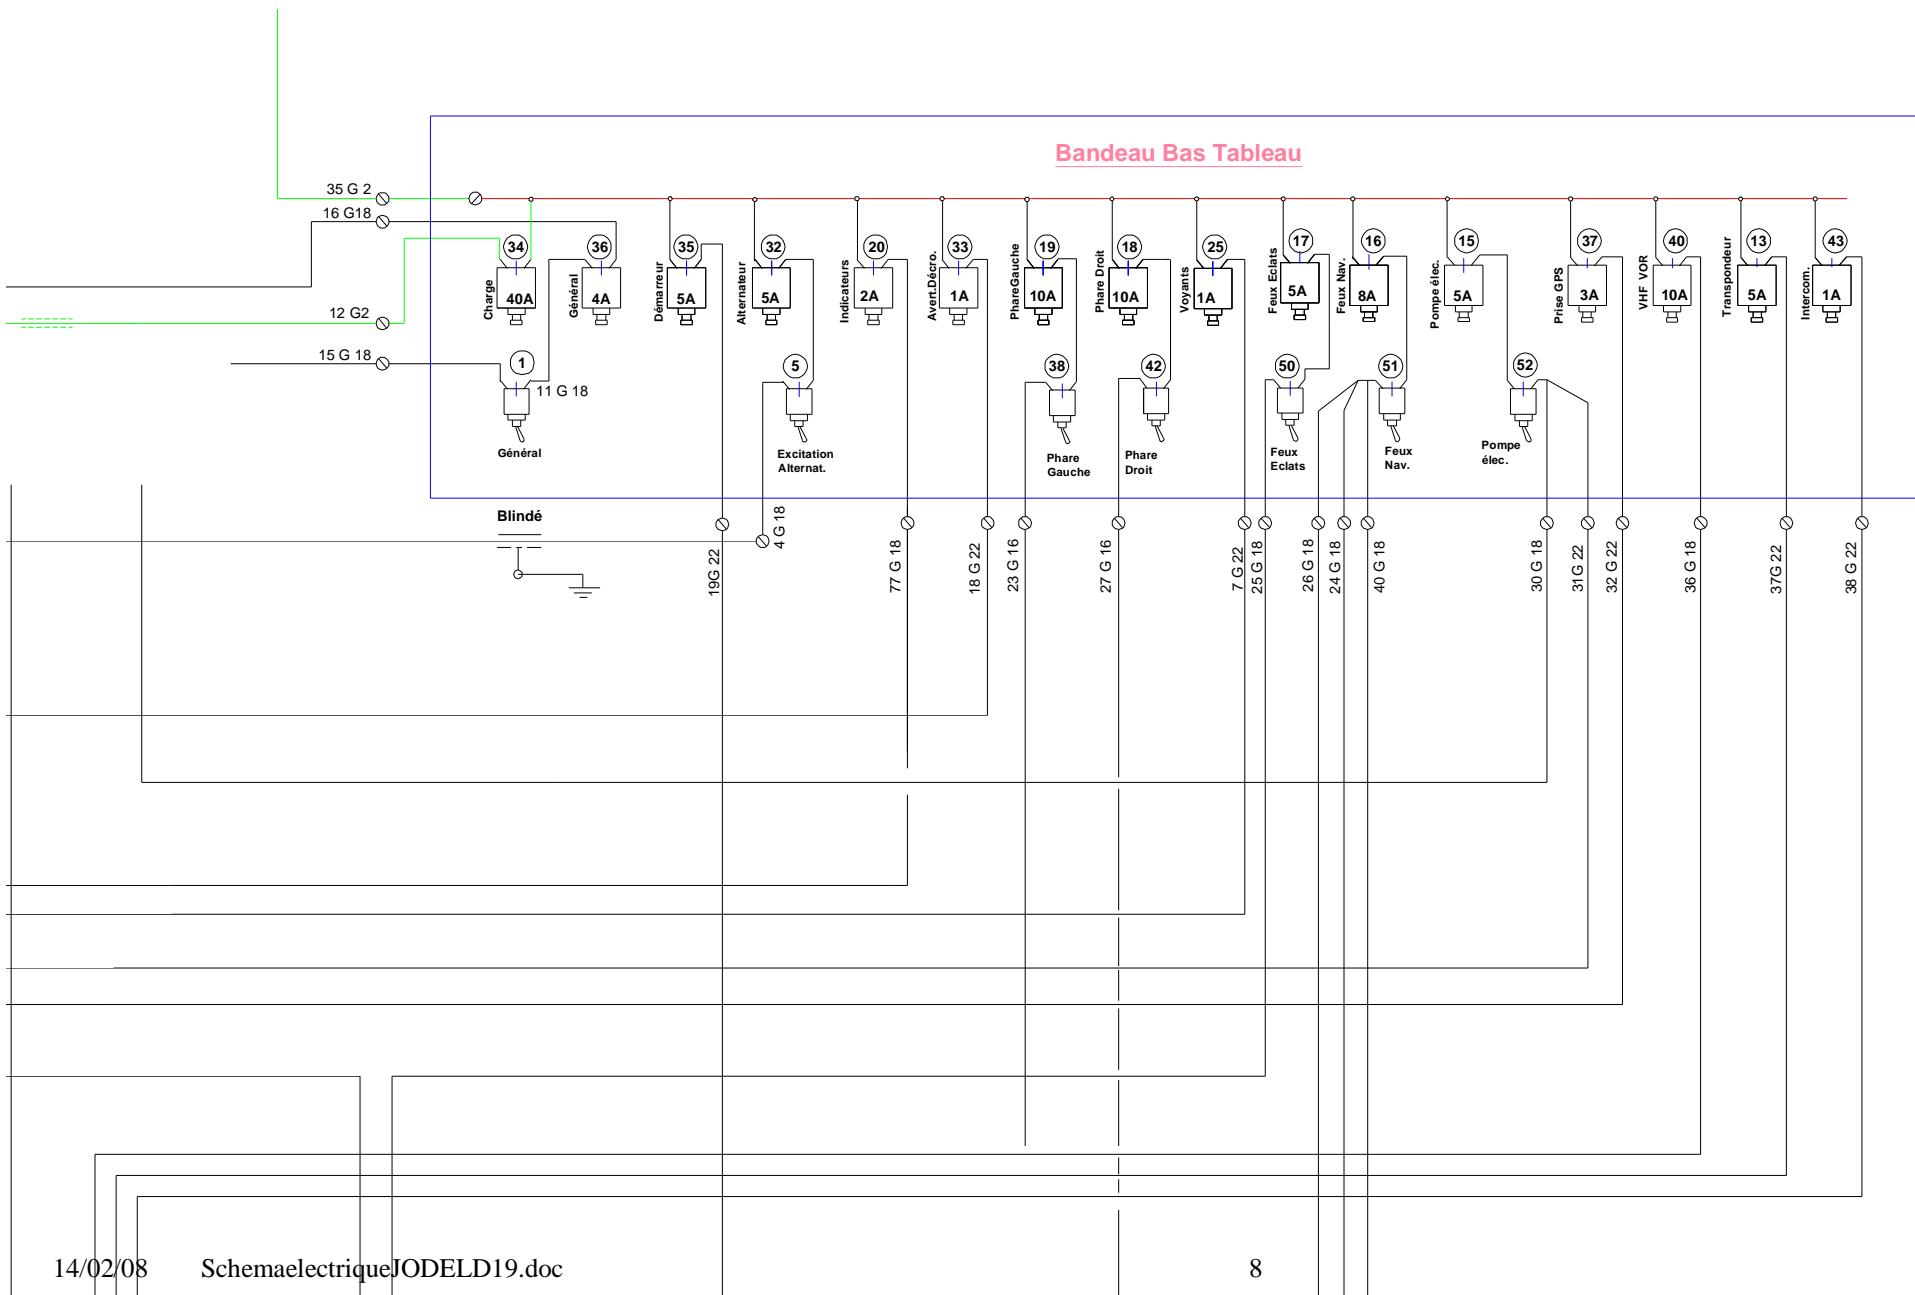 Bandeau Bas Tableau
35 G 2
16 G18
12 G2
15 G 18
11 G 18
34
Charge
40A
36
Général
4A
35
Démarreur
5A
32
Alternateur
5A
20
Indicateurs
2A
33
Avert.Décro.
1A
19
PhareGauche
10A
18
Phare Droit
10A
25
Voyants
1A
17
Feux Eclats
5A
16
Feux Nav.
8A
15
Pompe élec.
5A
37
Prise GPS
3A
40
VHF VOR
10A
13
Transpondeur
5A
43
Intercom.
1A
1
Général
5
Excitation
Alternat.
38
Phare
Gauche
42
Phare
Droit
50
Feux
Eclats
51
Feux
Nav.
52
Pompe
élec.
Blindé
19G 22
4 G 18
77 G 18
18 G 22
23 G 16
27 G 16
7 G 22
25 G 18
26 G 18
24 G 18
40 G 18
30 G 18
31G 22
32 G 22
36 G 18
37G 22
38 G 22
14/02/08 SchemaelectriqueJODELD19.doc 8